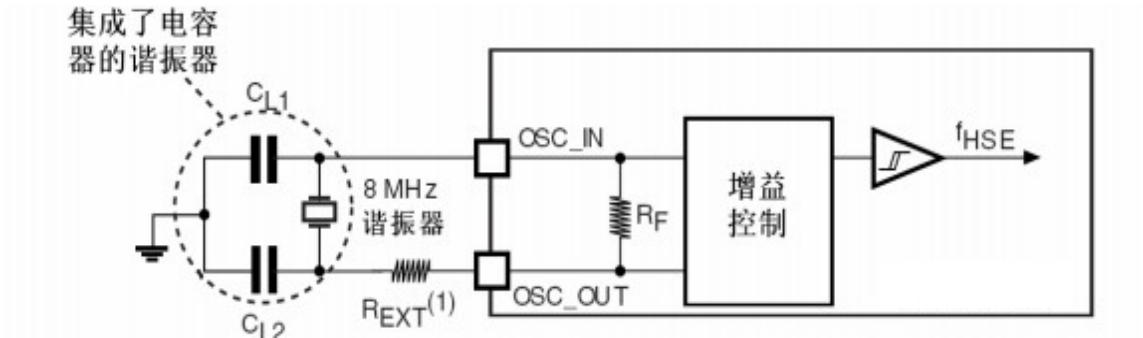 集成了电容
器的谐振器
CL1
OSC_IN
fHSE
8 MHz
谐振器
RF
增益
控制
REXT(1)
OSC_OUT
CL2